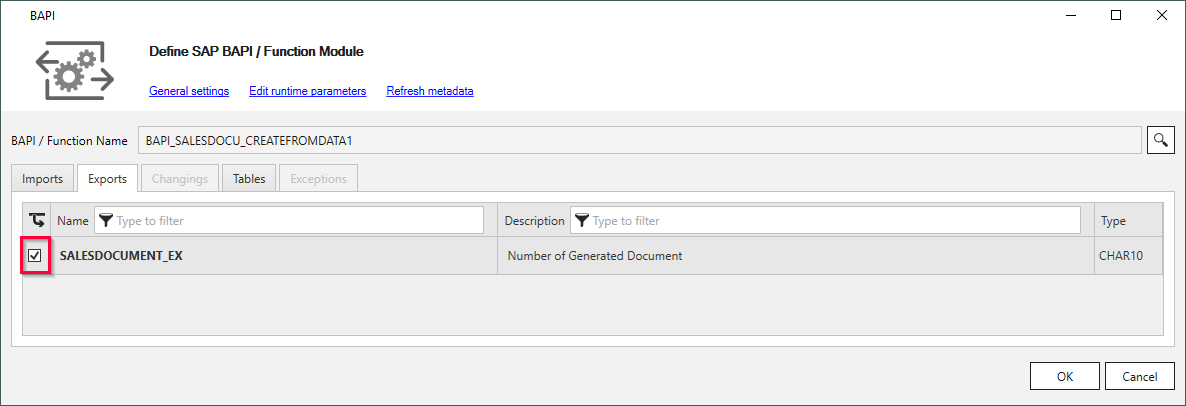 BAPI
Define SAP BAPI / Function Module
General settings Edit runtime parameters Refresh metadata
BAPI / Function Name BAPI_SALESDOCU_CREATEFROMDATA1
Imports Exports Changings Tables Exceptions
Name Type to filter Description Type to filter Type
SALESDOCUMENT_EX Number of Generated Document CHAR10
OK Cancel